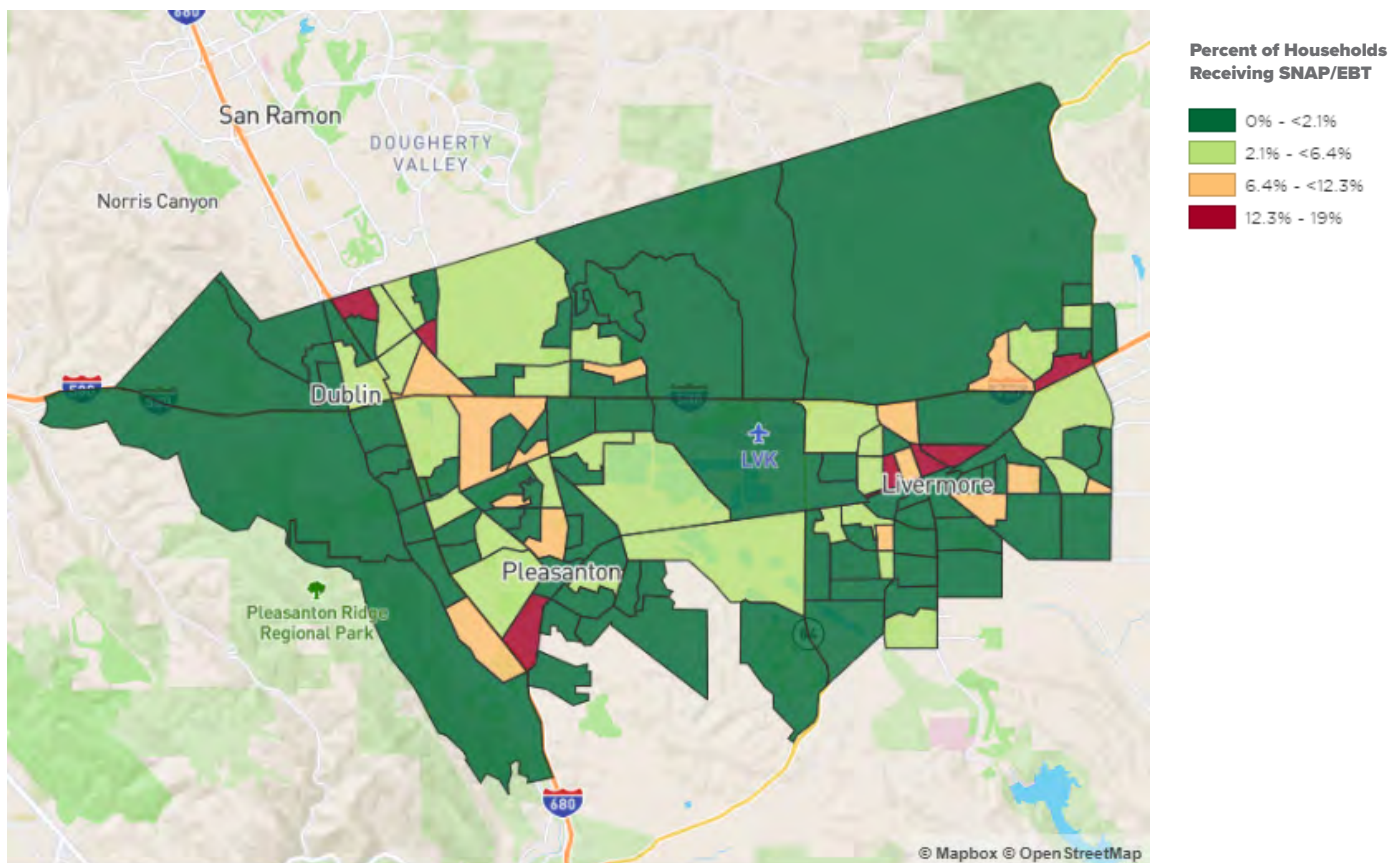 680
San Ramon
DOUGHERTY
VALLEY
Norris Canyon
Percent of Households
Receiving SNAP/EBT
0% - <2.1%
2.1% - <6.4%
6.4% - <12.3%
12.3% - 19%
580
Dublin
LVK
Livermore
Pleasanton
Pleasanton Ridge
Regional Park
84
680
© Mapbox © OpenStreetMap